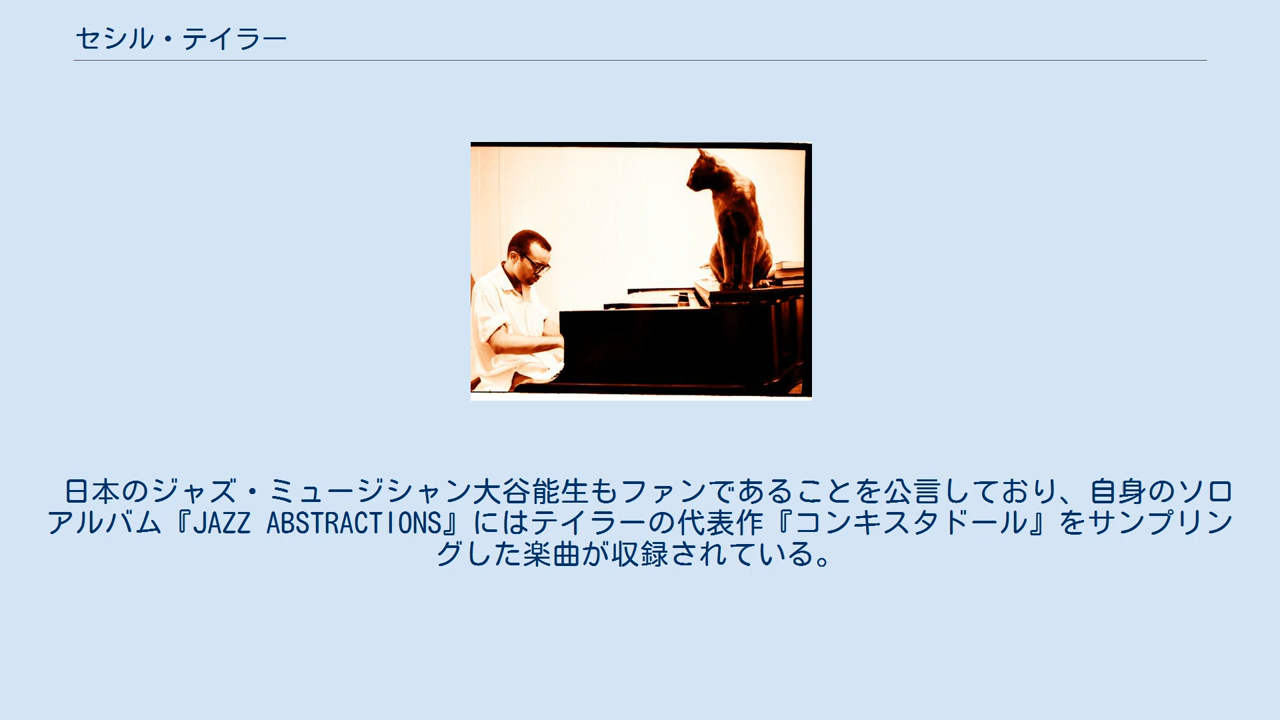 セシル・テイラー
日本のジャズ・ミュージシャン大谷能生もファンであることを公言しており、自身のソロ
アルバム『JAZZ ABSTRACTIONS』にはテイラーの代表作『コンキスタドール』をサンプリン
グした楽曲が収録されている。